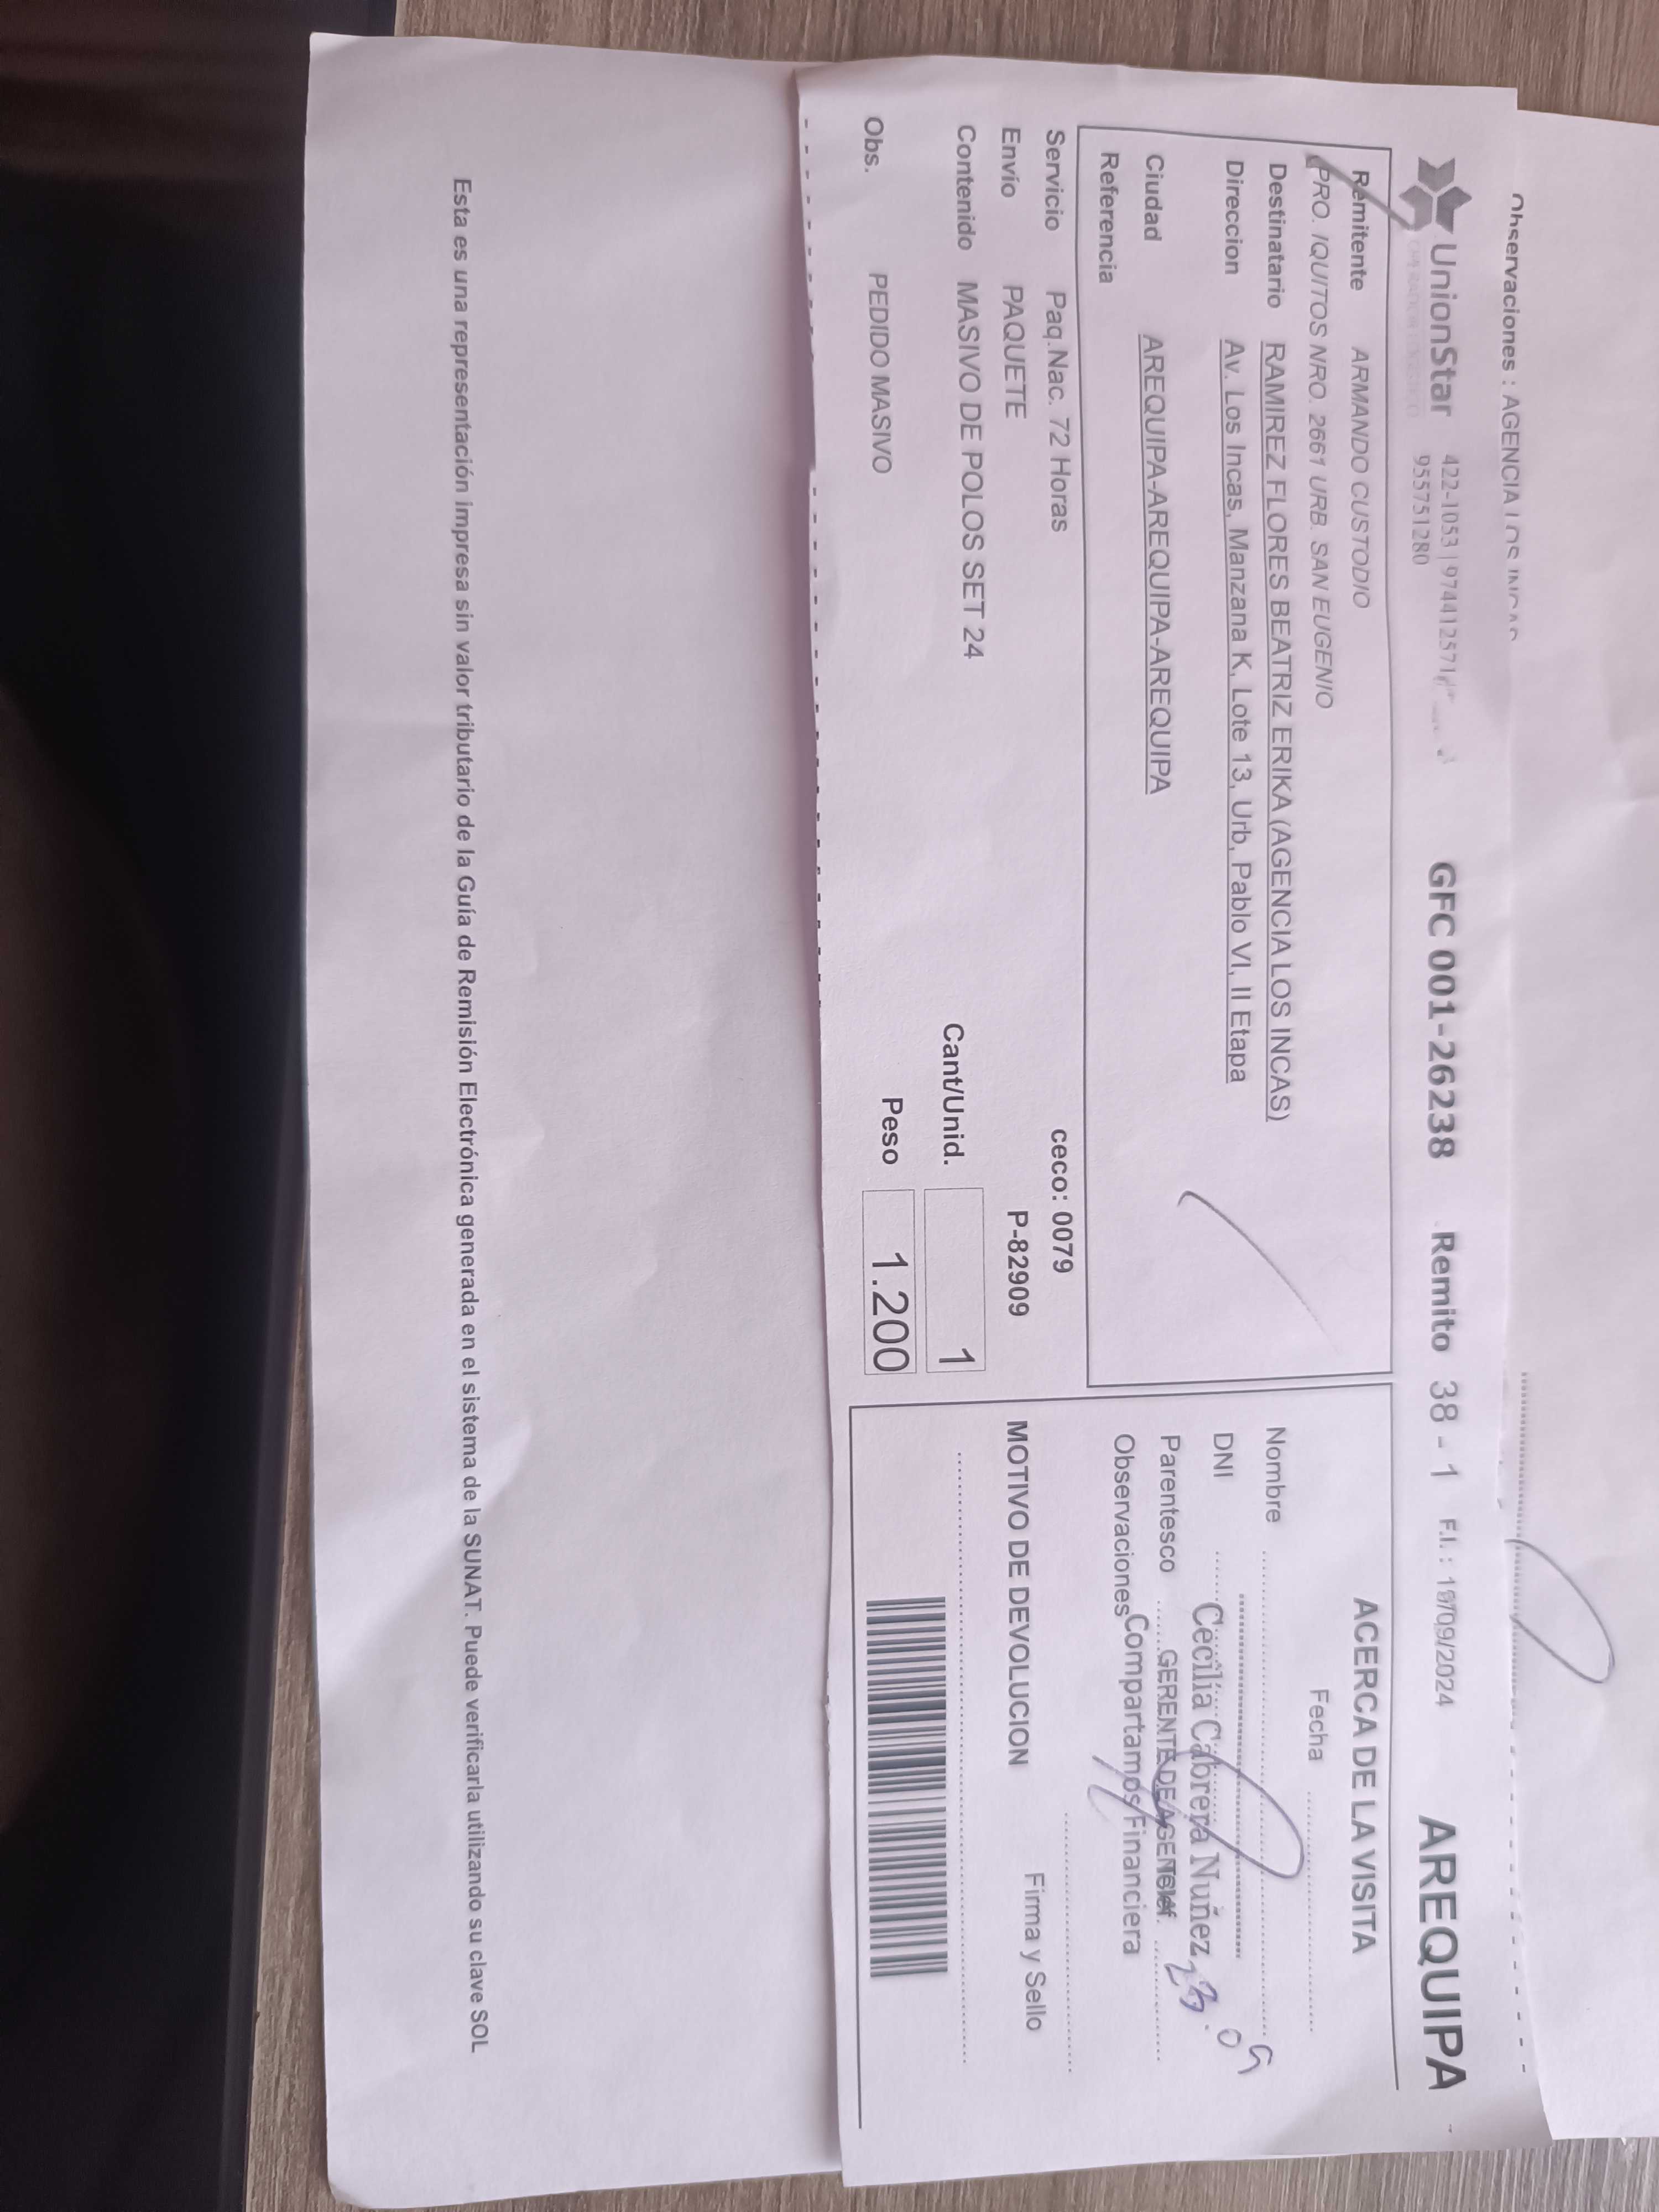 Observaciones : AGENCIA LOS INCAS
UnionStar 422-1053 | 974412571
955751280
GFC 001-26238 Remito 38 - 1 F.I. : /09/2024 AREQUIPA
Remitente ARMANDO CUSTODIO
PRO. IQUITOS NRO. 2661 URB. SAN EUGENIO
Destinatario RAMIREZ FLORES BEATRIZ ERIKA (AGENCIA LOS INCAS)
Direccion Av. Los Incas, Manzana K, Lote 13, Urb, Pablo VI, II Etapa
Ciudad AREQUIPA-AREQUIPA-AREQUIPA
Referencia
Servicio Paq.Nac. 72 Horas ceco: 0079
Envío PAQUETE P-82909
Contenido MASIVO DE POLOS SET 24 Cant/Unid. 1
Obs. PEDIDO MASIVO Peso 1.200
ACERCA DE LA VISITA
Fecha
Nombre
DNI
Cecilia Cabrera Nuñez 23.09
Parentesco GERENTE DE AGEN Telef.
Observaciones Compartamos Financiera
MOTIVO DE DEVOLUCION Firma y Sello
Esta es una representación impresa sin valor tributario de la Guía de Remisión Electrónica generada en el sistema de la SUNAT. Puede verificarla utilizando su clave SOL